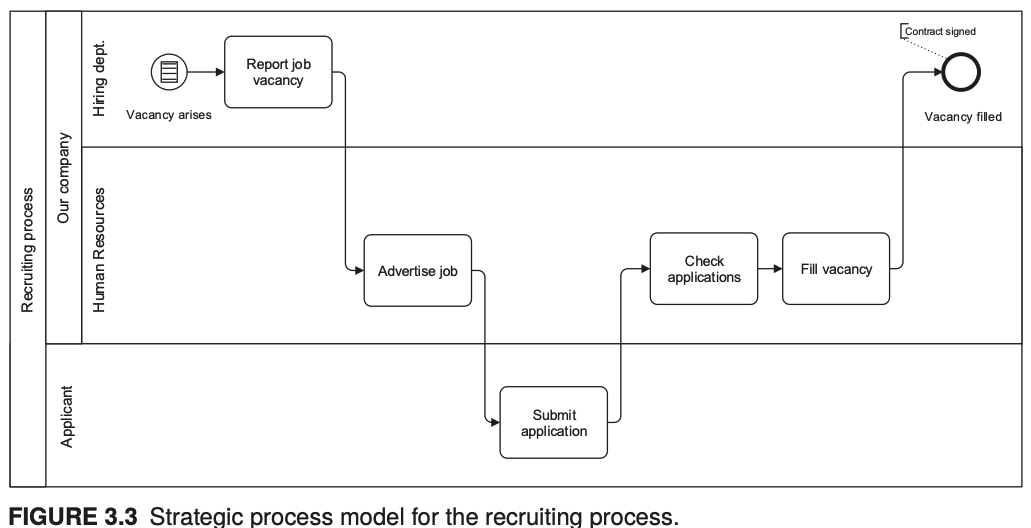 Recruiting process
Our company
Hiring dept.
Vacancy arises
Report job
vacancy
Contract signed
Vacancy filled
Human Resources
Advertise job
Check
applications
Fill vacancy
Applicant
Submit
application
FIGURE 3.3 Strategic process model for the recruiting process.